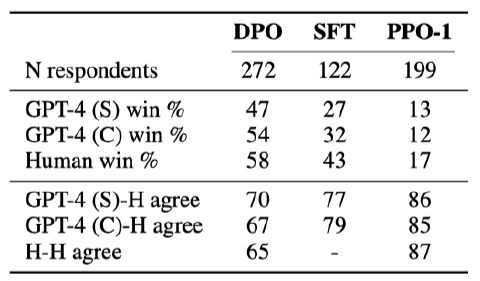 DPO SFT PPO-1
N respondents 272 122 199
GPT-4 (S) win % 47 27 13
GPT-4 (C) win % 54 32 12
Human win % 58 43 17
GPT-4 (S)-H agree 70 77 86
GPT-4 (C)-H agree 67 79 85
H-H agree 65 - 87